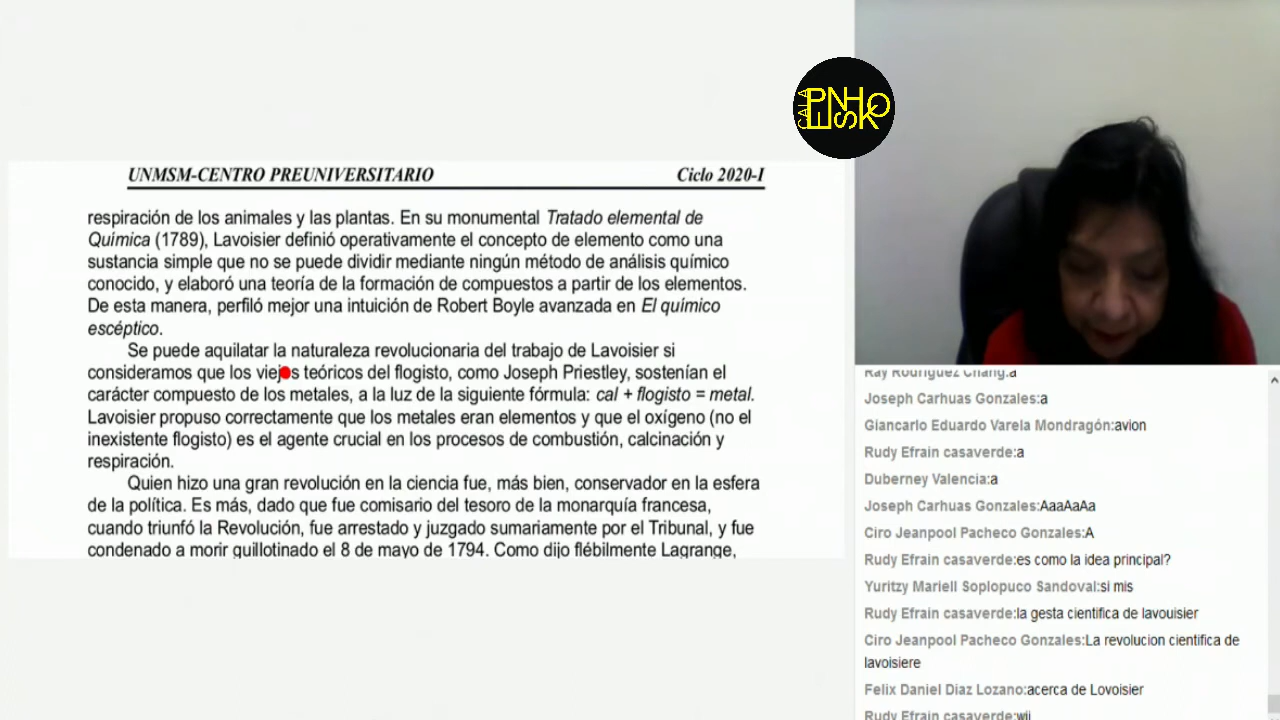 CALA
PENHO
ESK
UNMSM-CENTRO PREUNIVERSITARIO Ciclo 2020-I
respiración de los animales y las plantas. En su monumental Tratado elemental de
Química (1789), Lavoisier definió operativamente el concepto de elemento como una
sustancia simple que no se puede dividir mediante ningún método de análisis químico
conocido, y elaboró una teoría de la formación de compuestos a partir de los elementos.
De esta manera, perfiló mejor una intuición de Robert Boyle avanzada en El químico
escéptico.
Se puede aquilatar la naturaleza revolucionaria del trabajo de Lavoisier si
consideramos que los viejos teóricos del flogisto, como Joseph Priestley, sostenían el
carácter compuesto de los metales, a la luz de la siguiente fórmula: cal + flogisto = metal.
Lavoisier propuso correctamente que los metales eran elementos y que el oxígeno (no el
inexistente flogisto) es el agente crucial en los procesos de combustión, calcinación y
respiración.
Quien hizo una gran revolución en la ciencia fue, más bien, conservador en la esfera
de la política. Es más, dado que fue comisario del tesoro de la monarquía francesa,
cuando triunfó la Revolución, fue arrestado y juzgado sumariamente por el Tribunal, y fue
condenado a morir guillotinado el 8 de mayo de 1794. Como dijo flébilmente Lagrange,
Ray Rodriguez Chang:a
Joseph Carhuas Gonzales:a
Giancarlo Eduardo Varela Mondragón:avion
Rudy Efrain casaverde:a
Duberney Valencia:a
Joseph Carhuas Gonzales:AaaAaAa
Ciro Jeanpool Pacheco Gonzales:A
Rudy Efrain casaverde:es como la idea principal?
Yuritzy Mariell Soplopuco Sandoval:si mis
Rudy Efrain casaverde:la gesta cientifica de lavouisier
Ciro Jeanpool Pacheco Gonzales:La revolucion cientifica de
lavoisiere
Felix Daniel Diaz Lozano:acerca de Lovoisier
Rudy Efrain casaverde:wii